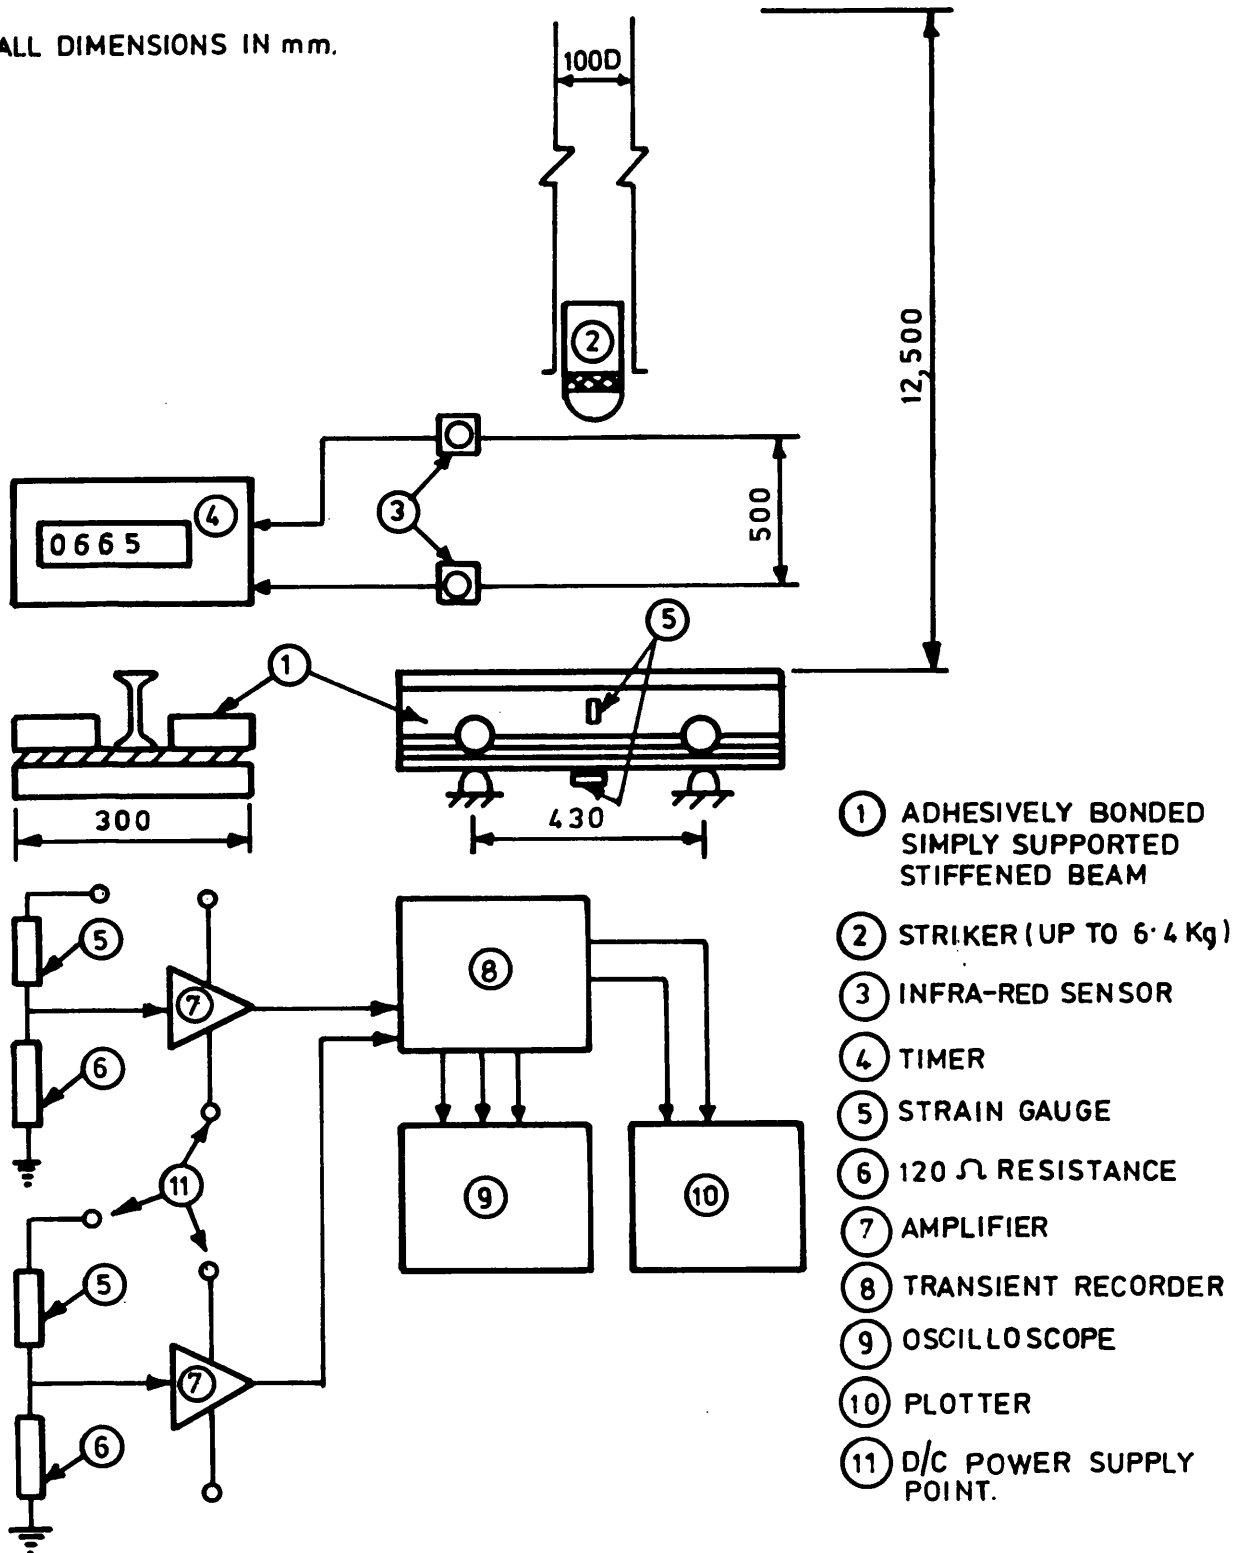 ALL DIMENSIONS IN mm.
100D
12,500
2
4
0665
3
500
5
1
300
430
5
7
6
8
11
9
10
5
7
6
1 ADHESIVELY BONDED
SIMPLY SUPPORTED
STIFFENED BEAM
2 STRIKER (UP TO 6·4 Kg)
3 INFRA-RED SENSOR
4 TIMER
5 STRAIN GAUGE
6 120 Ω RESISTANCE
7 AMPLIFIER
8 TRANSIENT RECORDER
9 OSCILLOSCOPE
10 PLOTTER
11 D/C POWER SUPPLY
POINT.